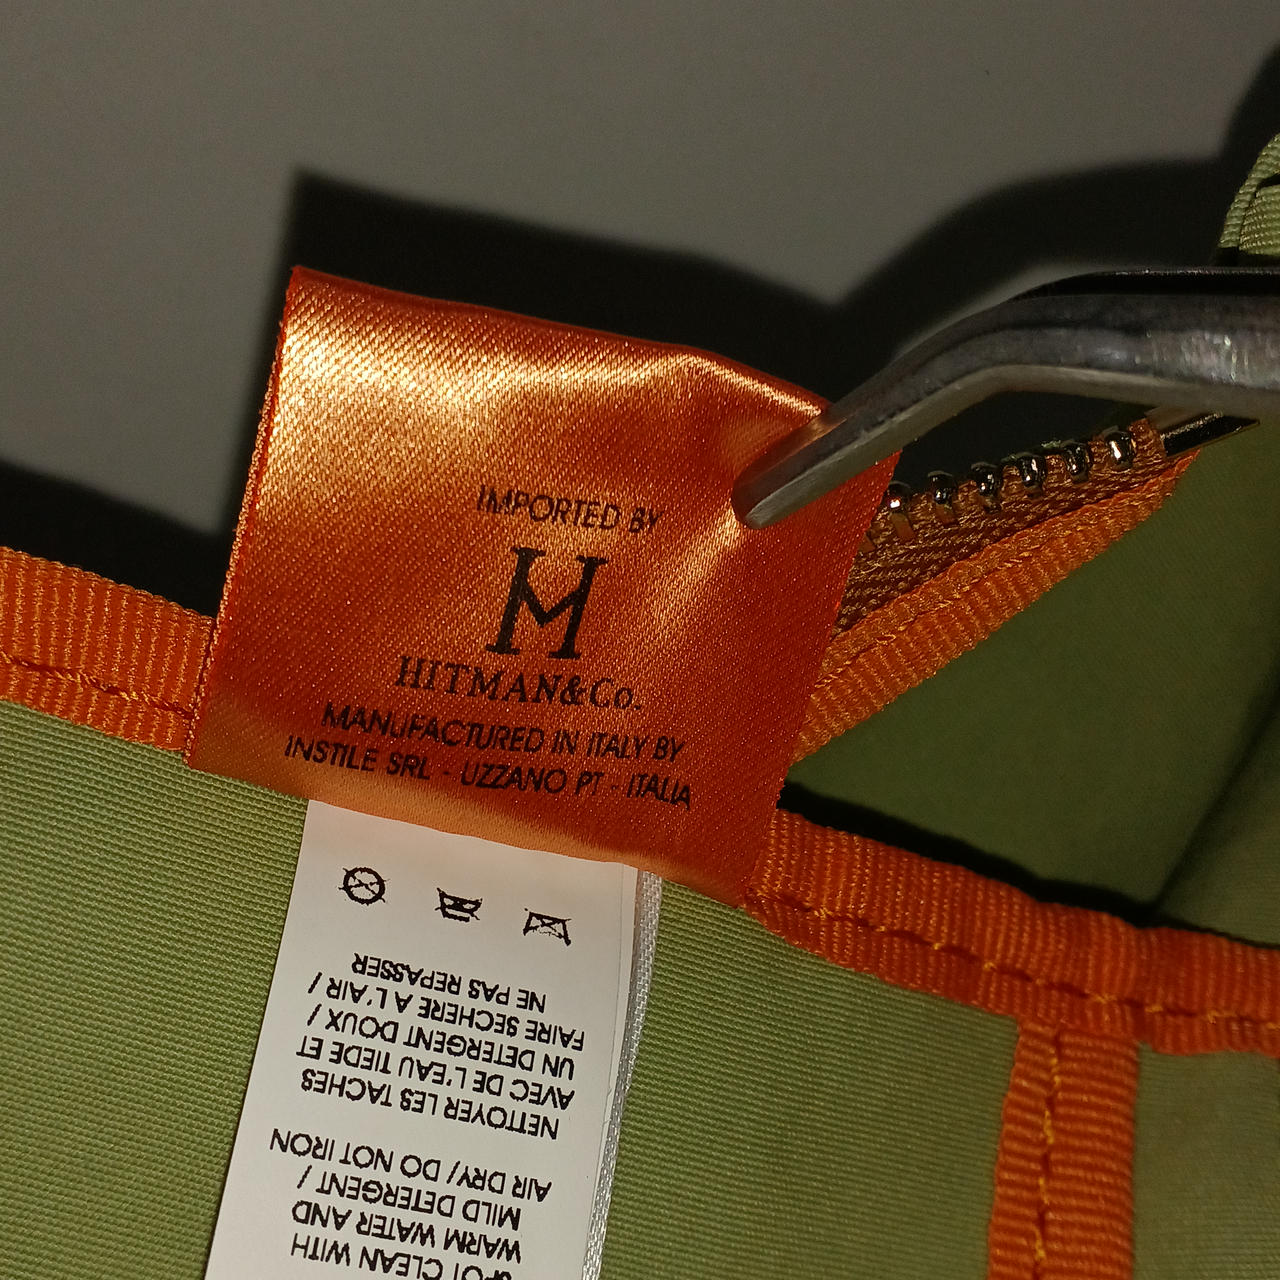 IMPORTED BY
H
HITMAN&Co.
MANUFACTURED IN ITALY BY
INSTILE SRL - UZZANO PT - ITALIA
SPOT CLEAN WITH
WARM WATER AND
MILD DETERGENT /
AIR DRY / DO NOT IRON
NETTOYER LES TACHES
AVEC DE L'EAU TIEDE ET
UN DETERGENT DOUX /
FAIRE SECHERE A L'AIR /
NE PAS REPASSER